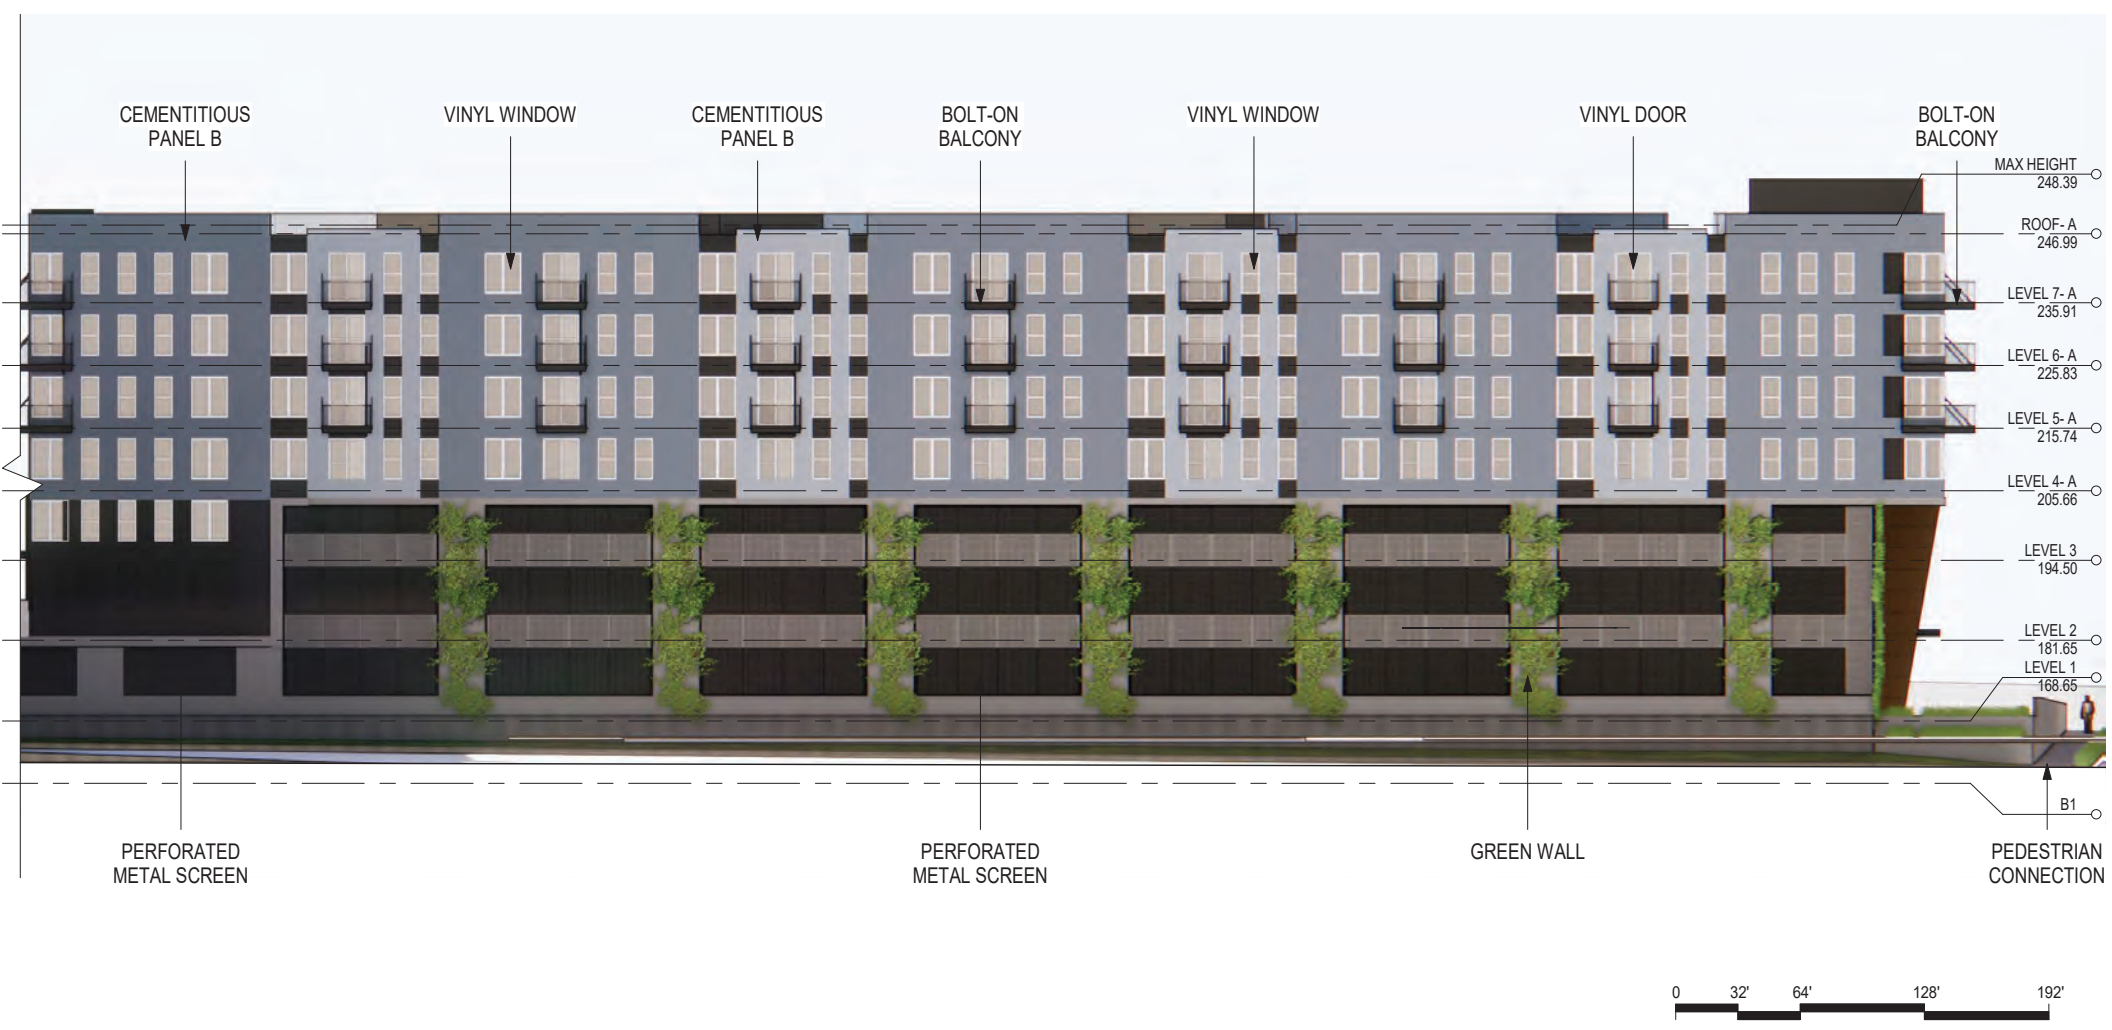 CEMENTITIOUS
PANEL B
VINYL WINDOW
CEMENTITIOUS
PANEL B
BOLT-ON
BALCONY
VINYL WINDOW
VINYL DOOR
BOLT-ON
BALCONY
MAX HEIGHT
248.39
ROOF- A
246.99
LEVEL 7- A
235.91
LEVEL 6- A
225.83
LEVEL 5- A
215.74
LEVEL 4- A
205.66
LEVEL 3
194.50
LEVEL 2
181.65
LEVEL 1
168.65
B1
PERFORATED
METAL SCREEN
PERFORATED
METAL SCREEN
GREEN WALL
PEDESTRIAN
CONNECTION
0 32' 64' 128' 192'